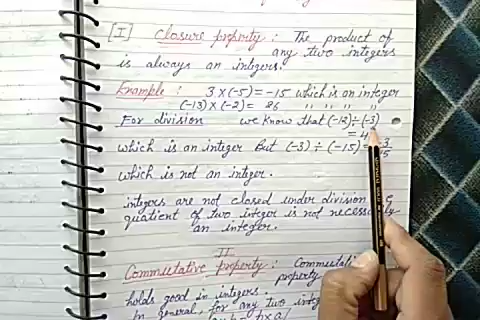 [I] Closure property : The product of
any two integers
is always an integers.
Example : 3 × (-5) = -15 which is an integer
(-13) × (-2) = 26 " " " "
For division we know that (-12) ÷ (-3)
= 4
which is an integer But (-3) ÷ (-15) = -3
15
which is not an integer.
integers are not closed under division
quotient of two integer is not necessarily
an integer.
II
Commutative property : Commutati
property
holds good in integers.
In general, for any two integ